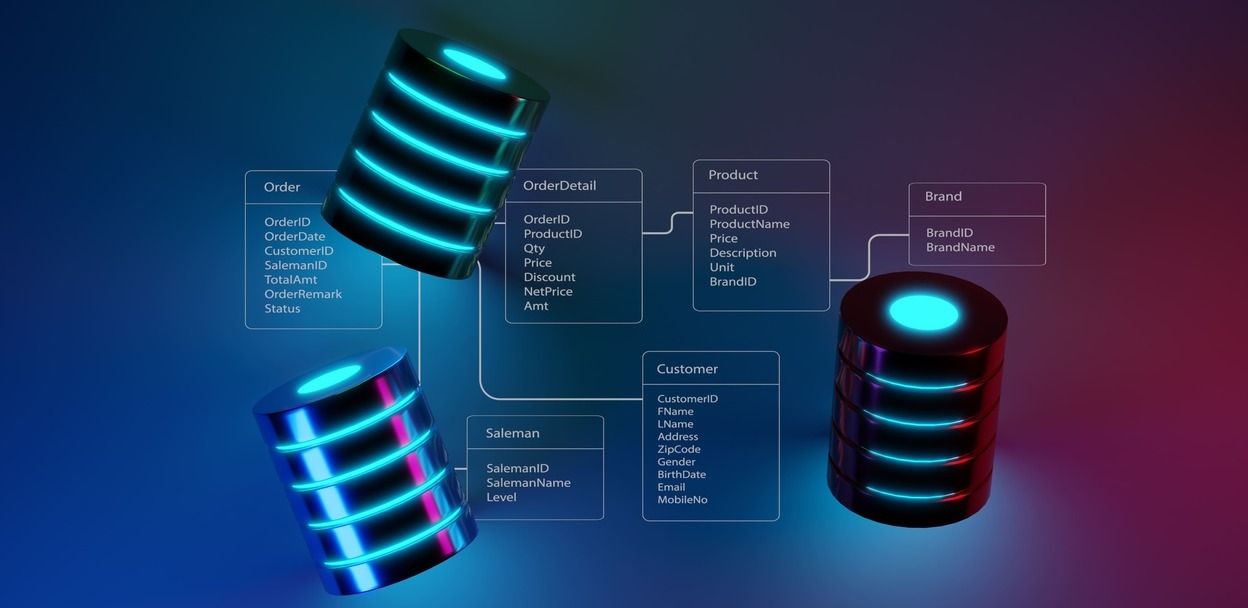 Order
OrderID
OrderDate
CustomerID
SalemanID
TotalAmt
OrderRemark
Status
OrderDetail
OrderID
ProductID
Qty
Price
Discount
NetPrice
Amt
Product
ProductID
ProductName
Price
Description
Unit
BrandID
Brand
BrandID
BrandName
Saleman
SalemanID
SalemanName
Level
Customer
CustomerID
FName
LName
Address
ZipCode
Gender
BirthDate
Email
MobileNo